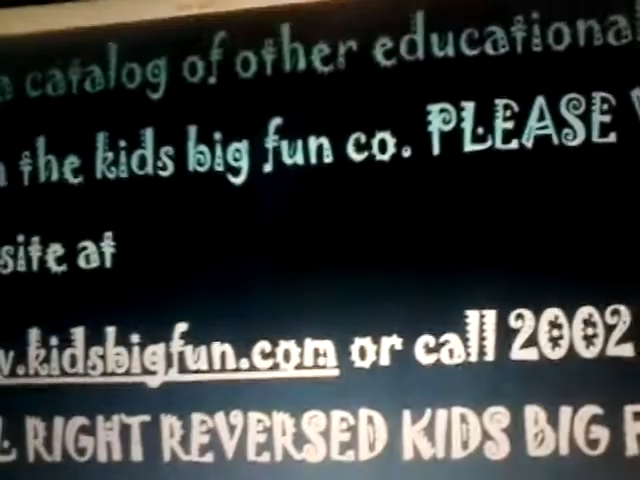 catalog of other educational
the kids big fun co. PLEASE
site at
.kidsbigfun.com or call 2002
RIGHT REVERSED KIDS BIG